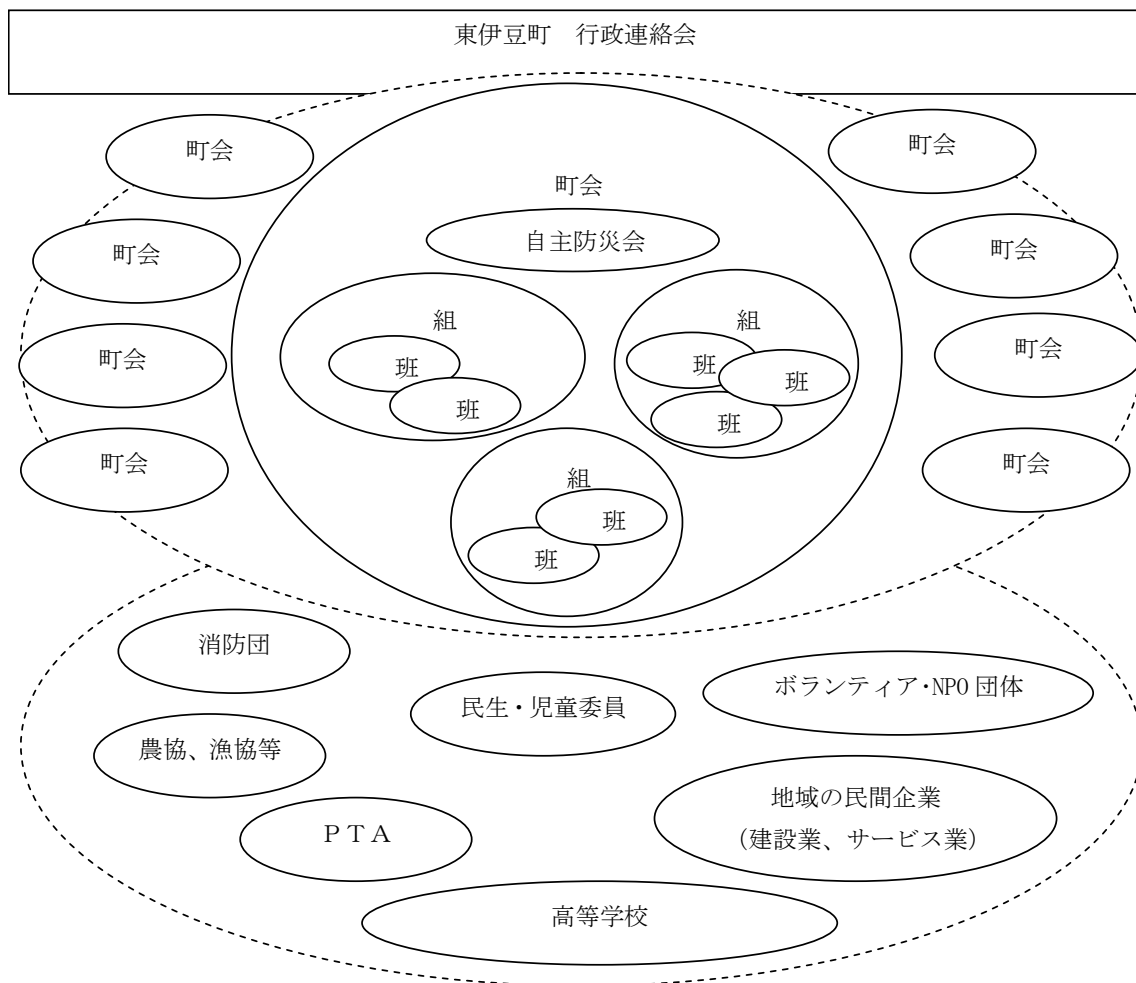 東伊豆町　行政連絡会
町会
町会
町会
自主防災会
町会
町会
町会
町会
町会
町会
組
班
班
組
班
班
班
組
班
班
消防団
民生・児童委員
ボランティア・NPO団体
農協、漁協等
ＰＴＡ
地域の民間企業
(建設業、サービス業)
高等学校